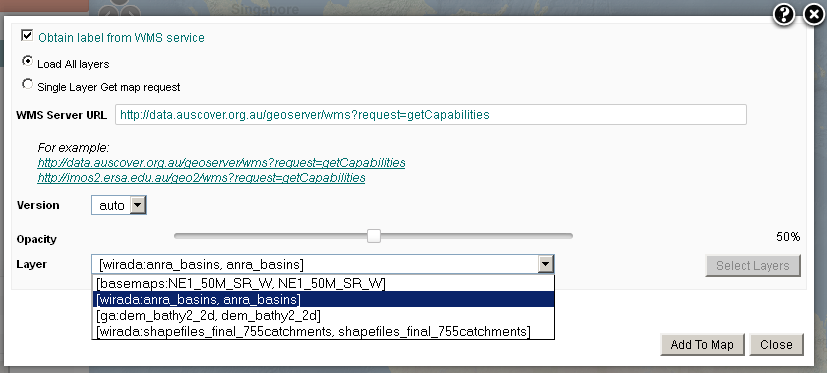 Singapore
Obtain label from WMS service
Load All layers
Single Layer Get map request
WMS Server URL http://data.auscover.org.au/geoserver/wms?request=getCapabilities
For example:
http://data.auscover.org.au/geoserver/wms?request=getCapabilities
http://imos2.ersa.edu.au/geo2/wms?request=getCapabilities
Version auto
Opacity 50%
Layer [wirada:anra_basins, anra_basins] Select Layers
[basemaps:NE1_50M_SR_W, NE1_50M_SR_W]
[wirada:anra_basins, anra_basins]
[ga:dem_bathy2_2d, dem_bathy2_2d]
[wirada:shapefiles_final_755catchments, shapefiles_final_755catchments]
Add To Map Close